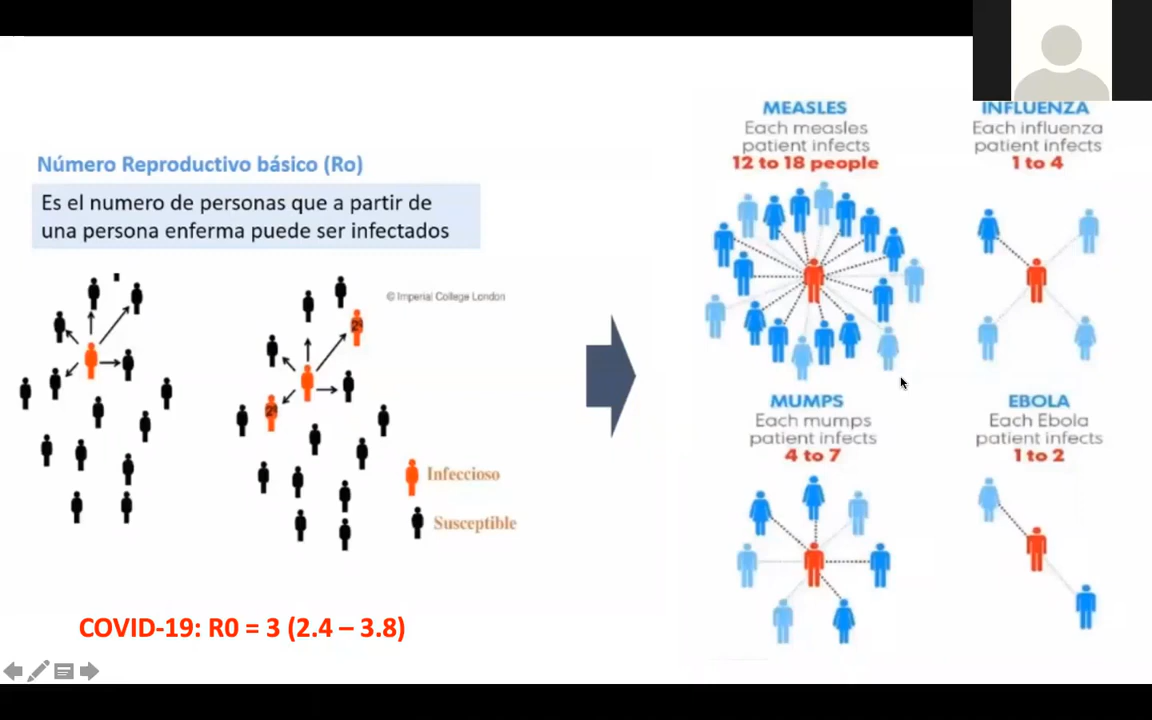 Número Reproductivo básico (Ro)
Es el numero de personas que a partir de
una persona enferma puede ser infectados
© Imperial College London
Infeccioso
Susceptible
COVID-19: R0 = 3 (2.4 – 3.8)
MEASLES
Each measles
patient infects
12 to 18 people
INFLUENZA
Each influenza
patient infects
1 to 4
MUMPS
Each mumps
patient infects
4 to 7
EBOLA
Each Ebola
patient infects
1 to 2